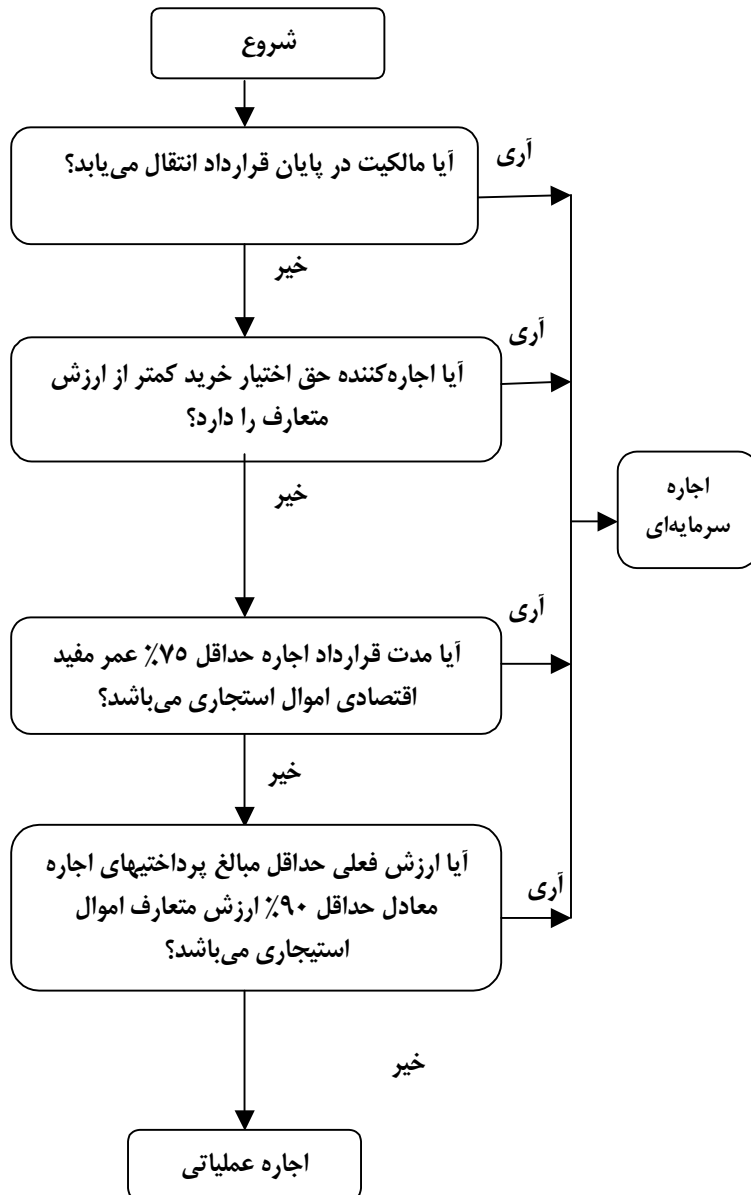 شروع
آیا مالکیت در پایان قرارداد انتقال می‌یابد؟
آری
خیر
آیا اجاره‌کننده حق اختیار خرید کمتر از ارزش
متعارف را دارد؟
آری
خیر
اجاره
سرمایه‌ای
آیا مدت قرارداد اجاره حداقل ۷۵٪ عمر مفید
اقتصادی اموال استجاری می‌باشد؟
آری
خیر
آیا ارزش فعلی حداقل مبالغ پرداختیهای اجاره
معادل حداقل ۹۰٪ ارزش متعارف اموال
استیجاری می‌باشد؟
آری
خیر
اجاره عملیاتی